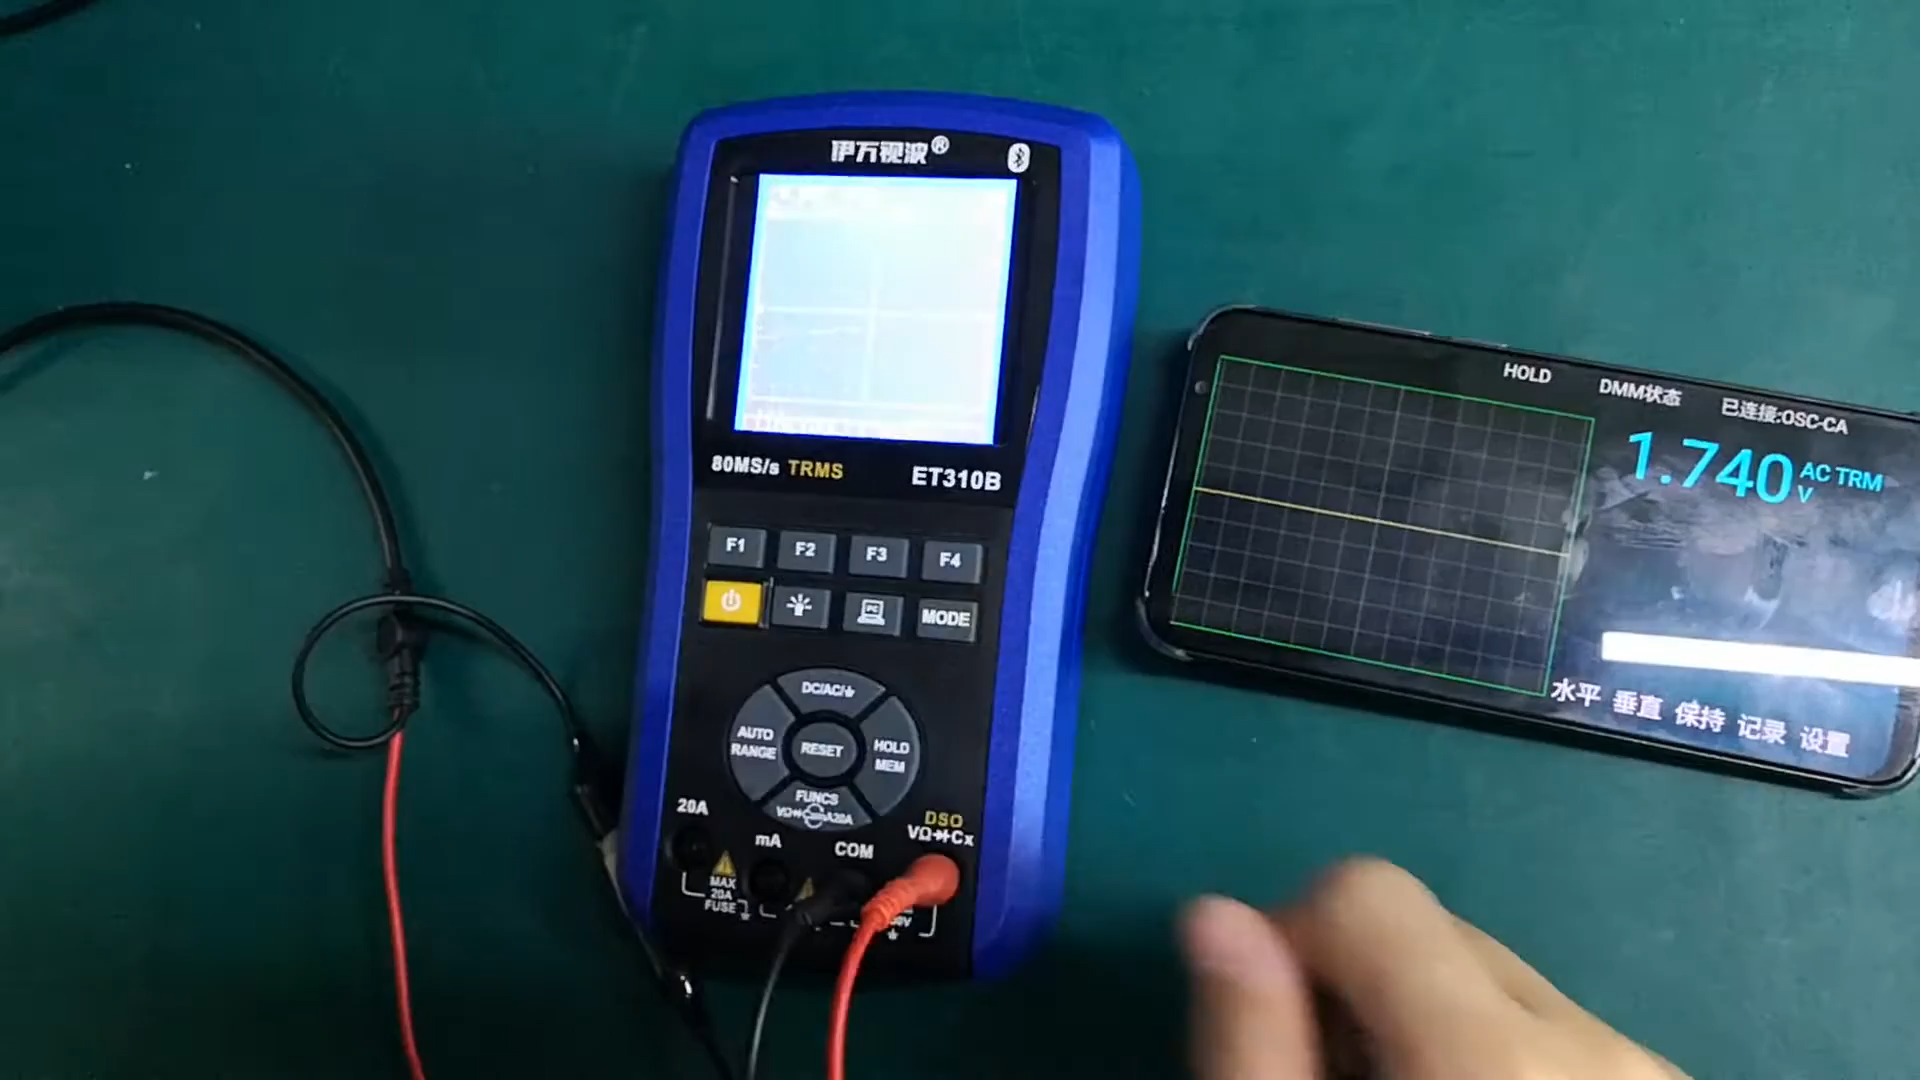 伊万视波®
80MS/s TRMS ET310B
F1 F2 F3 F4
PC MODE
DC/AC/⏚
AUTO RANGE
RESET
HOLD MEM
FUNCS
20A
mA
COM
DSO
VΩ
Cx
MAX
20A
FUSE
HOLD DMM状态 已连接:OSC-CA
1.740 AC TRM
V
水平 垂直 保持 记录 设置